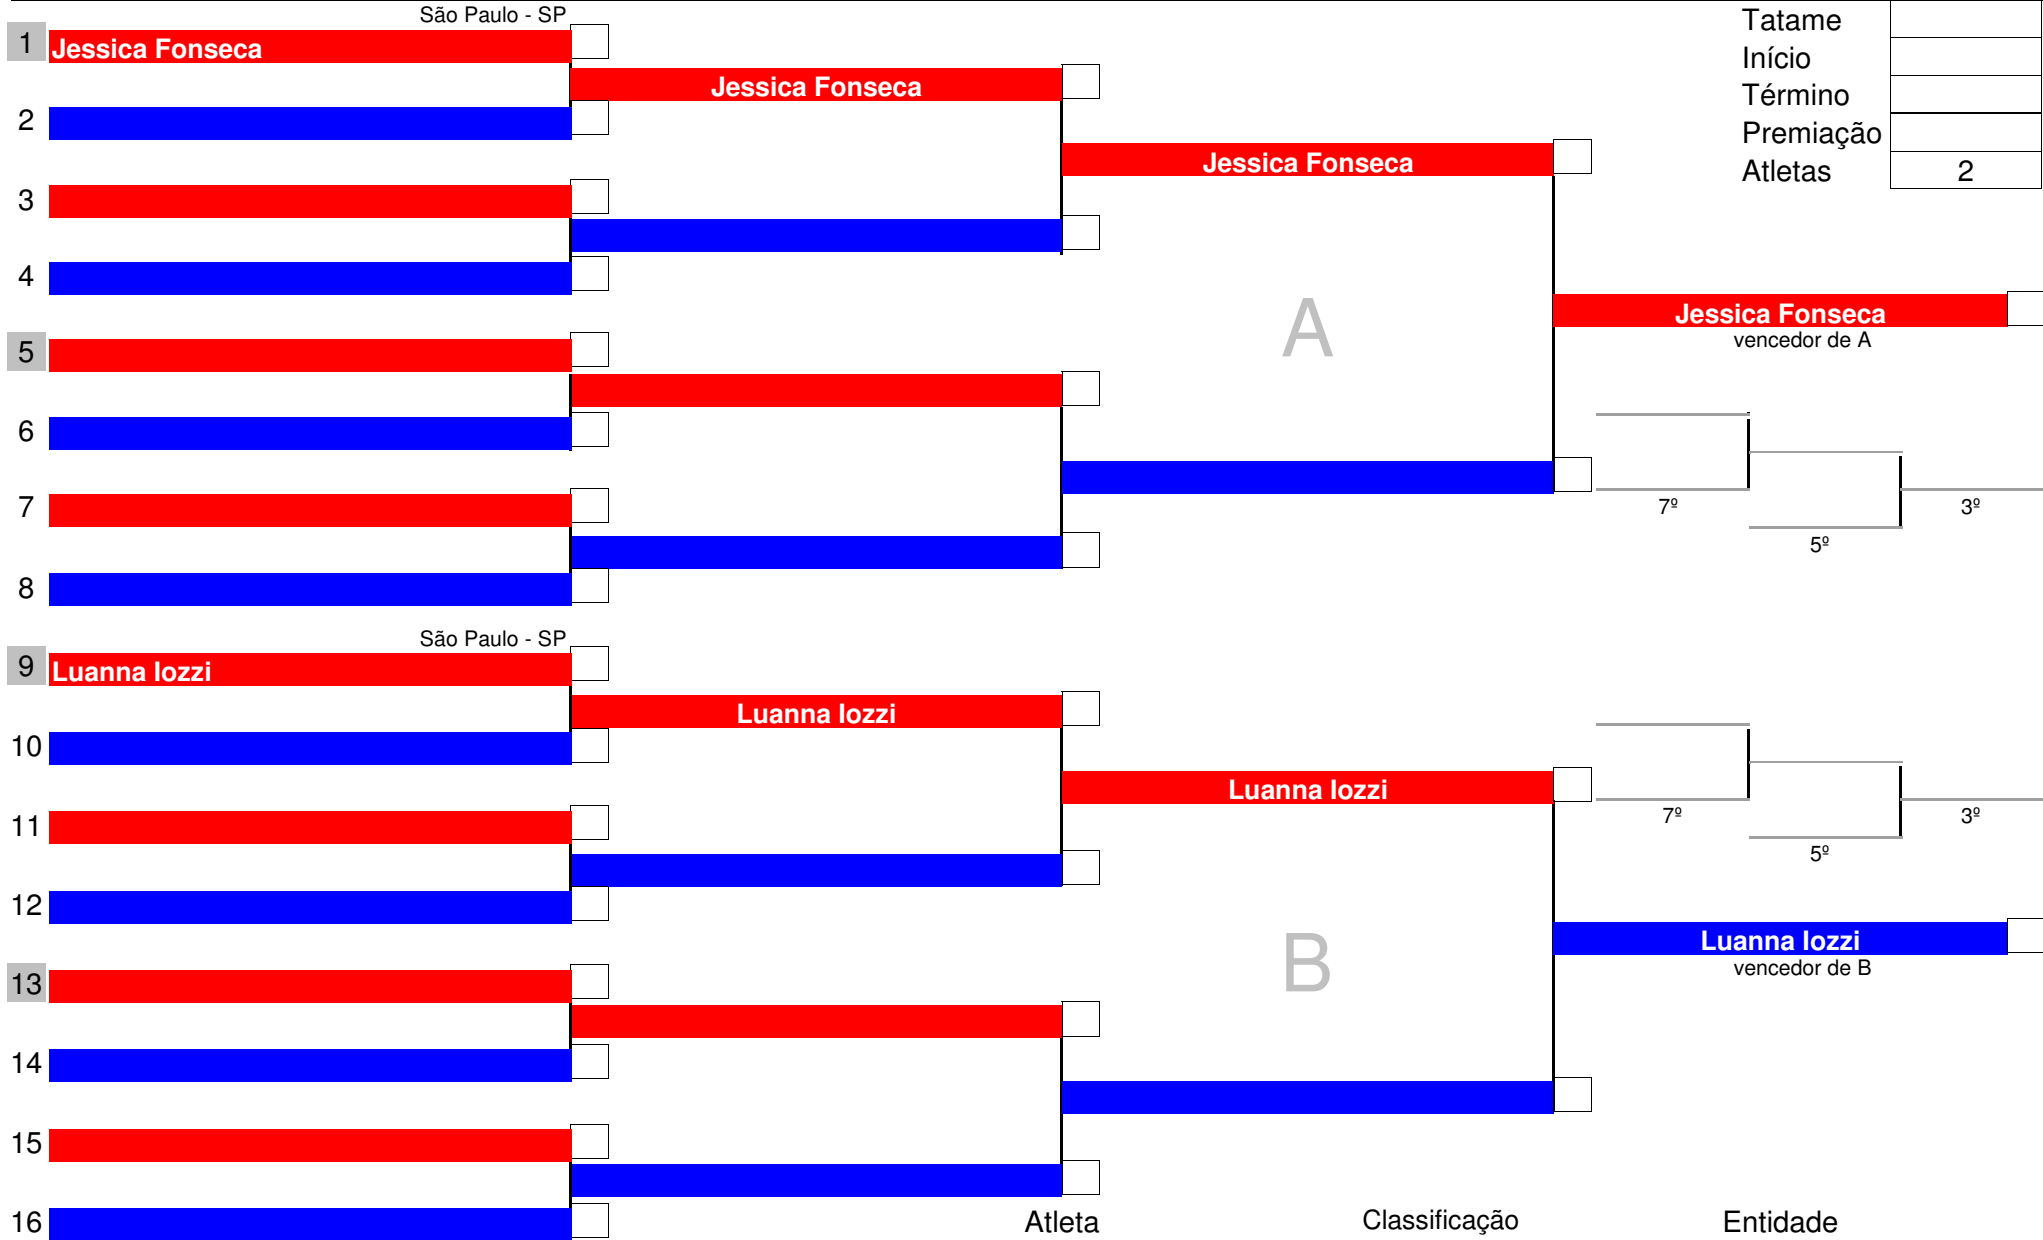 São Paulo - SP
1 Jessica Fonseca
Jessica Fonseca
2
Jessica Fonseca
3
4
Tatame
Início
Término
Premiação
Atletas 2
A
Jessica Fonseca
vencedor de A
5
6
7
8
7º
3º
5º
São Paulo - SP
9 Luanna Iozzi
Luanna Iozzi
10
Luanna Iozzi
11
12
7º
3º
5º
B
Luanna Iozzi
vencedor de B
13
14
15
16
Atleta Classificação Entidade